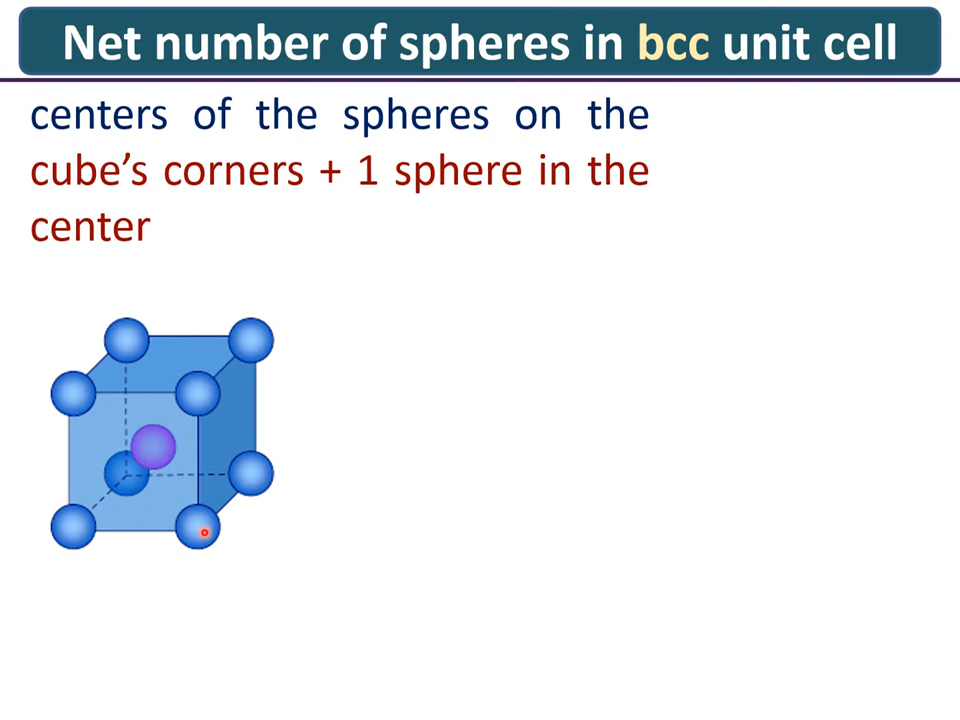 Net number of spheres in bcc unit cell
centers of the spheres on the
cube’s corners + 1 sphere in the
center